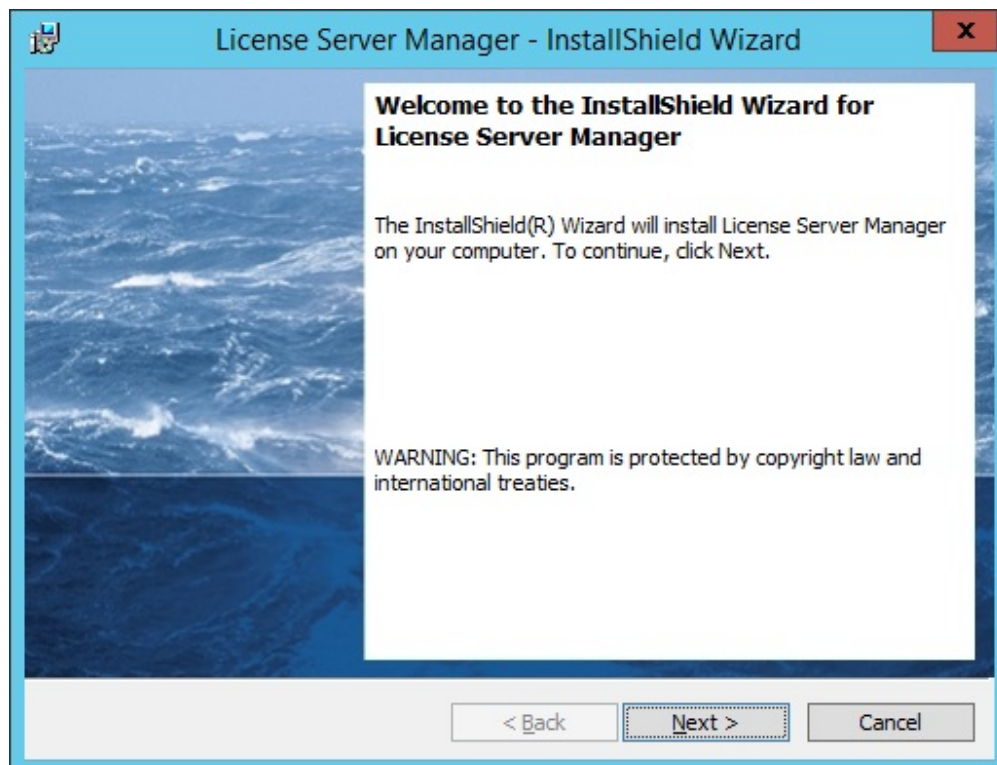 License Server Manager - InstallShield Wizard
x
Welcome to the InstallShield Wizard for
License Server Manager
The InstallShield(R) Wizard will install License Server Manager
on your computer. To continue, click Next.
WARNING: This program is protected by copyright law and
international treaties.
< Back
Next >
Cancel